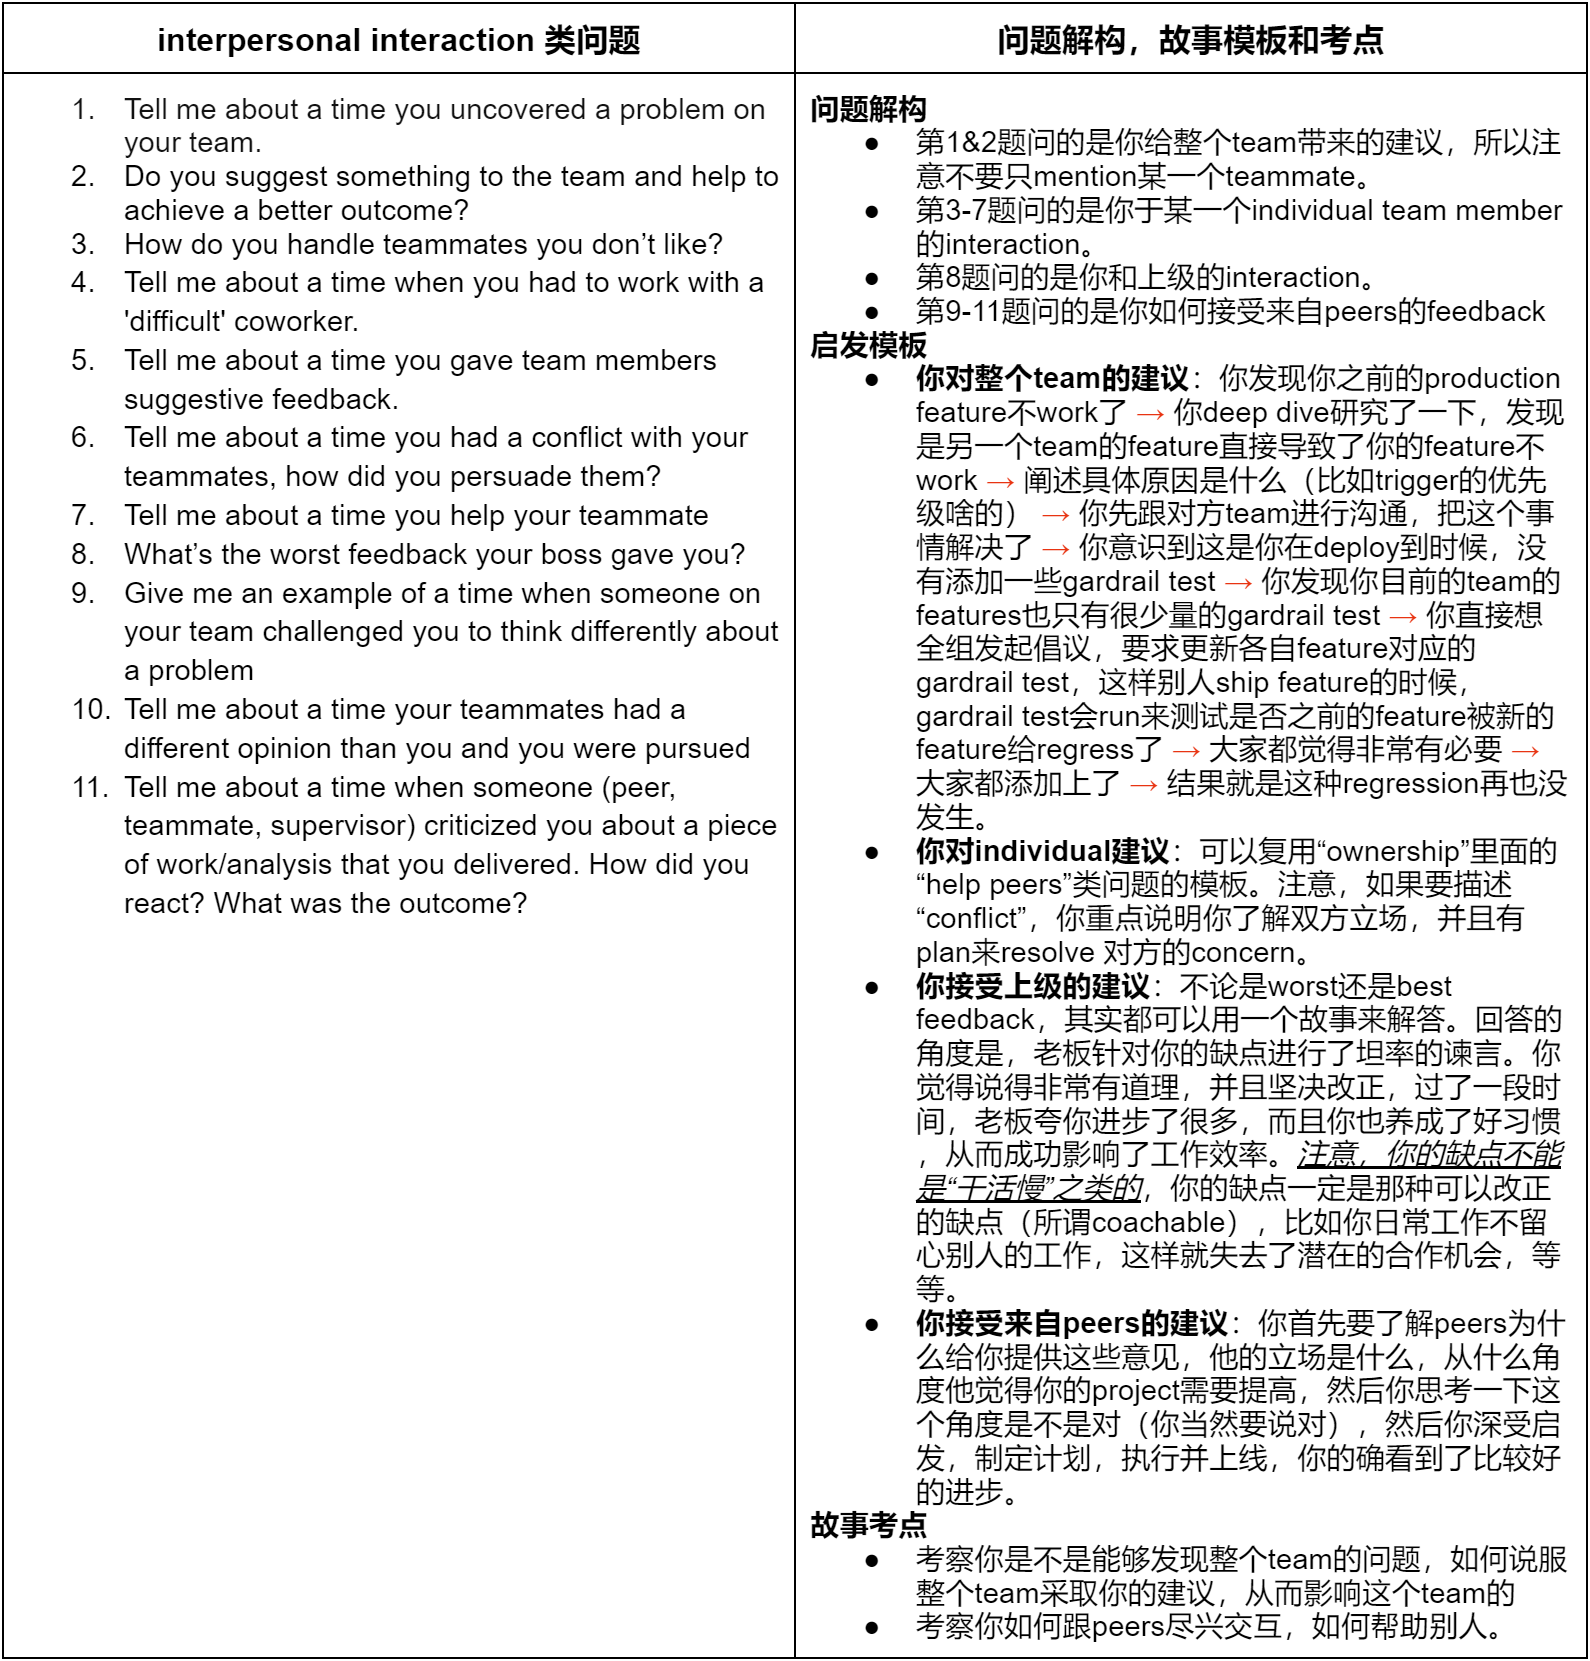 interpersonal interaction 类问题
1. Tell me about a time you uncovered a problem on
your team.
2. Do you suggest something to the team and help to
achieve a better outcome?
3. How do you handle teammates you don’t like?
4. Tell me about a time when you had to work with a
'difficult' coworker.
5. Tell me about a time you gave team members
suggestive feedback.
6. Tell me about a time you had a conflict with your
teammates, how did you persuade them?
7. Tell me about a time you help your teammate
8. What’s the worst feedback your boss gave you?
9. Give me an example of a time when someone on
your team challenged you to think differently about
a problem
10. Tell me about a time your teammates had a
different opinion than you and you were pursued
11. Tell me about a time when someone (peer,
teammate, supervisor) criticized you about a piece
of work/analysis that you delivered. How did you
react? What was the outcome?
问题解构，故事模板和考点
问题解构
● 第1&2题问的是你给整个team带来的建议，所以注
意不要只mention某一个teammate。
● 第3-7题问的是你于某一个individual team member
的interaction。
● 第8题问的是你和上级的interaction。
● 第9-11题问的是你如何接受来自peers的feedback
启发模板
● 你对整个team的建议：你发现你之前的production
feature不work了 → 你deep dive研究了一下，发现
是另一个team的feature直接导致了你的feature不
work → 阐述具体原因是什么（比如trigger的优先
级啥的） → 你先跟对方team进行沟通，把这个事
情解决了 → 你意识到这是你在deploy到时候，没
有添加一些gardrail test → 你发现你目前的team的
features也只有很少量的gardrail test → 你直接想
全组发起倡议，要求更新各自feature对应的
gardrail test，这样别人ship feature的时候，
gardrail test会run来测试是否之前的feature被新的
feature给regress了 → 大家都觉得非常有必要 →
大家都添加上了 → 结果就是这种regression再也没
发生。
● 你对individual建议：可以复用“ownership”里面的
“help peers”类问题的模板。注意，如果要描述
“conflict”，你重点说明你了解双方立场，并且有
plan来resolve 对方的concern。
● 你接受上级的建议：不论是worst还是best
feedback，其实都可以用一个故事来解答。回答的
角度是，老板针对你的缺点进行了坦率的谏言。你
觉得说得非常有道理，并且坚决改正，过了一段时
间，老板夸你进步了很多，而且你也养成了好习惯
，从而成功影响了工作效率。注意，你的缺点不能
是“干活慢”之类的，你的缺点一定是那种可以改正
的缺点（所谓coachable），比如你日常工作不留
心别人的工作，这样就失去了潜在的合作机会，等
等。
● 你接受来自peers的建议：你首先要了解peers为什
么给你提供这些意见，他的立场是什么，从什么角
度他觉得你的project需要提高，然后你思考一下这
个角度是不是对（你当然要说对），然后你深受启
发，制定计划，执行并上线，你的确看到了比较好
的进步。
故事考点
● 考察你是不是能够发现整个team的问题，如何说服
整个team采取你的建议，从而影响这个team的
● 考察你如何跟peers尽兴交互，如何帮助别人。